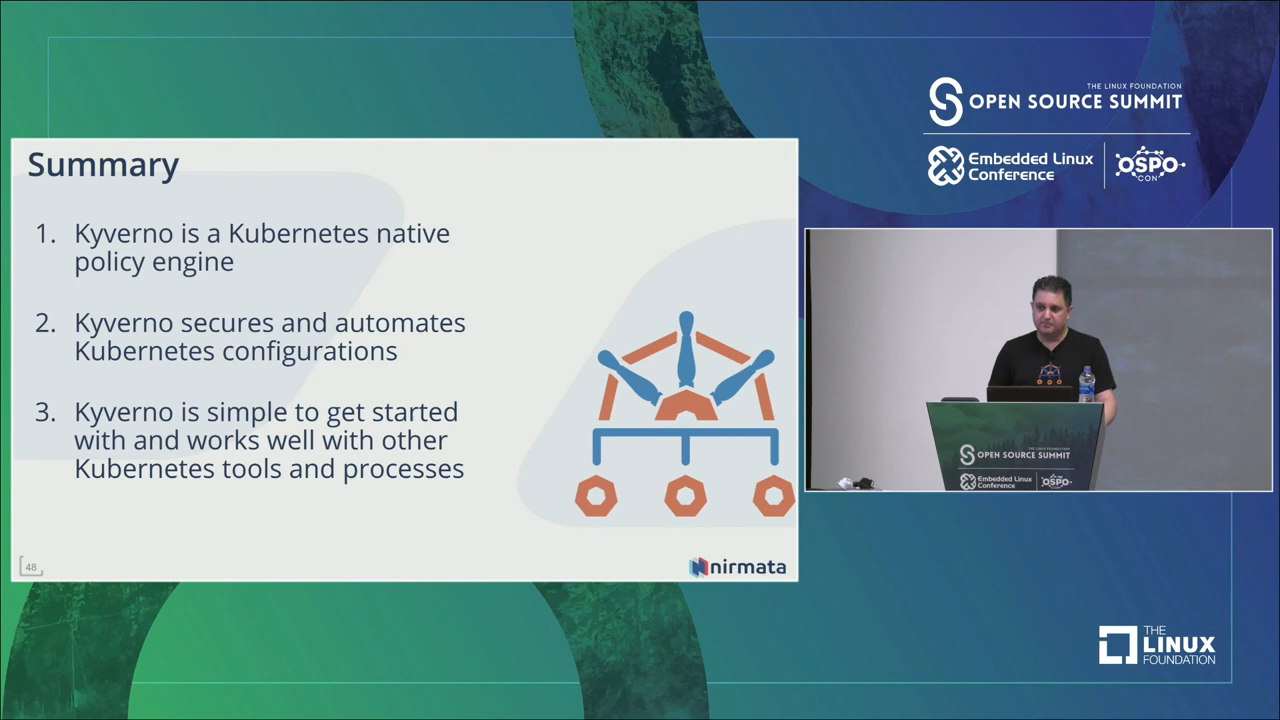 THE LINUX FOUNDATION
OPEN SOURCE SUMMIT
Embedded Linux
Conference
OSPO
CON
Summary
1. Kyverno is a Kubernetes native
policy engine
2. Kyverno secures and automates
Kubernetes configurations
3. Kyverno is simple to get started
with and works well with other
Kubernetes tools and processes
48
nirmata
OPEN SOURCE SUMMIT
Embedded Linux
Conference
OSPO
THE
LINUX
FOUNDATION